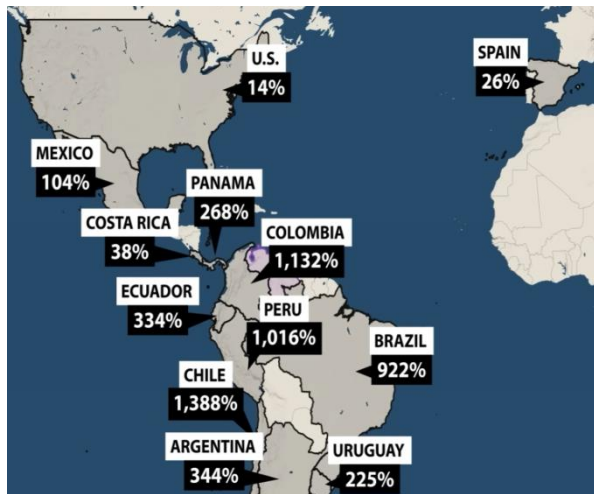 U.S.
14%
SPAIN
26%
MEXICO
104%
PANAMA
268%
COSTA RICA
38%
COLOMBIA
1,132%
ECUADOR
334%
PERU
1,016%
BRAZIL
922%
CHILE
1,388%
ARGENTINA
344%
URUGUAY
225%